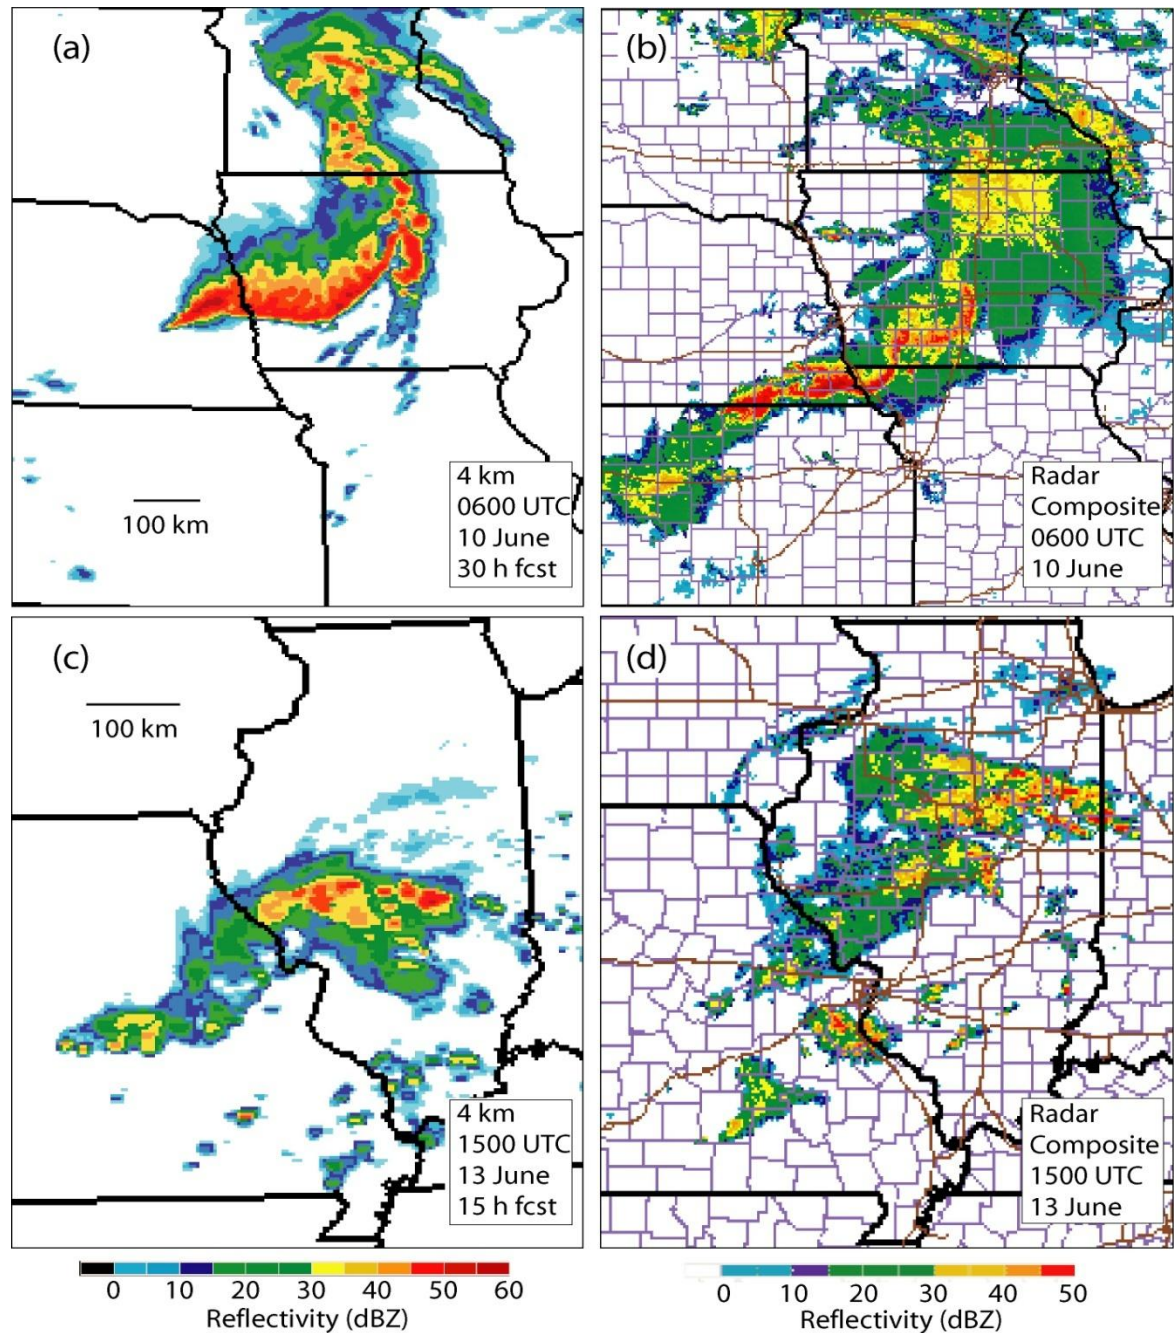 (a)
100 km
4 km
0600 UTC
10 June
30 h fcst
(b)
Radar
Composite
0600 UTC
10 June
(c)
100 km
4 km
1500 UTC
13 June
15 h fcst
(d)
Radar
Composite
1500 UTC
13 June
0 10 20 30 40 50 60
Reflectivity (dBZ)
0 10 20 30 40 50
Reflectivity (dBZ)